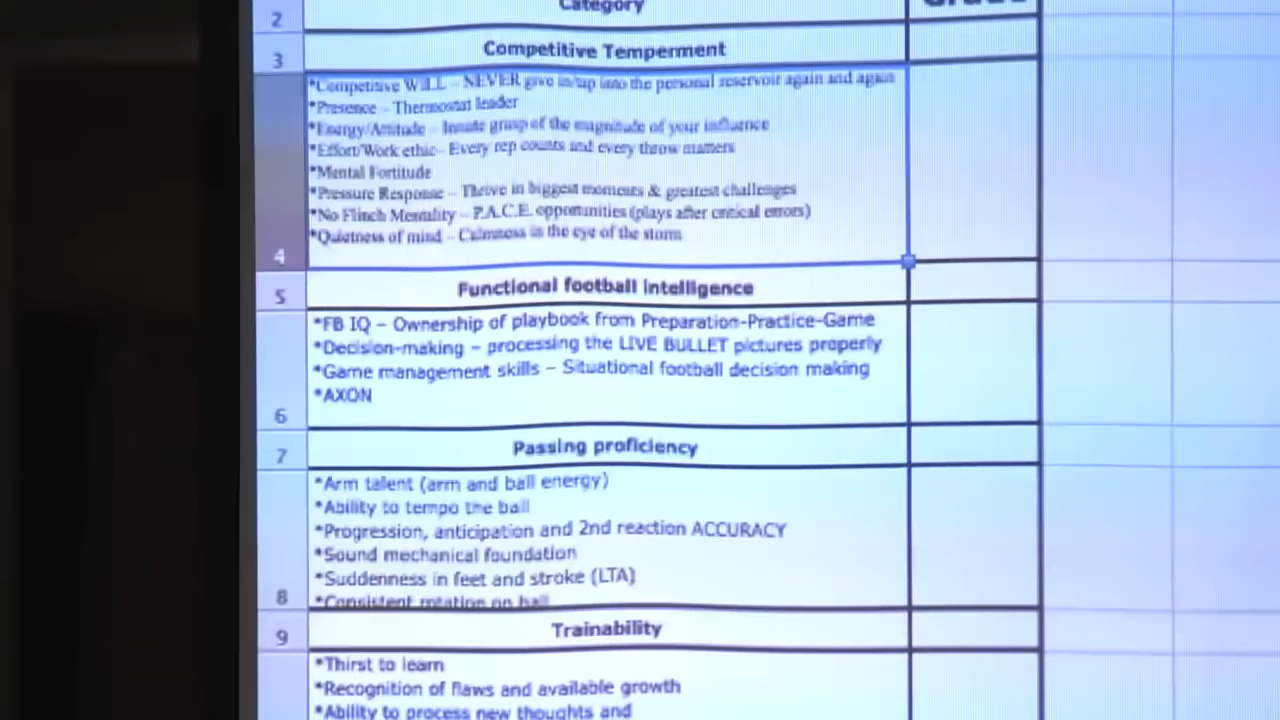 2
Category
Grade
3
Competitive Temperment
*Competitive WILL – NEVER give in/tap into the personal reservoir again and again
*Presence – Thermostat leader
*Energy/Attitude – Innate grasp of the magnitude of your influence
*Effort/Work ethic– Every rep counts and every throw matters
*Mental Fortitude
*Pressure Response – Thrive in biggest moments & greatest challenges
*No Flinch Mentality – P.A.C.E. opportunities (plays after critical errors)
*Quietness of mind – Calmness in the eye of the storm
4
5
Functional football intelligence
*FB IQ – Ownership of playbook from Preparation-Practice-Game
*Decision-making – processing the LIVE BULLET pictures properly
*Game management skills – Situational football decision making
*AXON
6
7
Passing proficiency
*Arm talent (arm and ball energy)
*Ability to tempo the ball
*Progression, anticipation and 2nd reaction ACCURACY
*Sound mechanical foundation
*Suddenness in feet and stroke (LTA)
*Consistent rotation on ball
8
9
Trainability
*Thirst to learn
*Recognition of flaws and available growth
*Ability to process new thoughts and